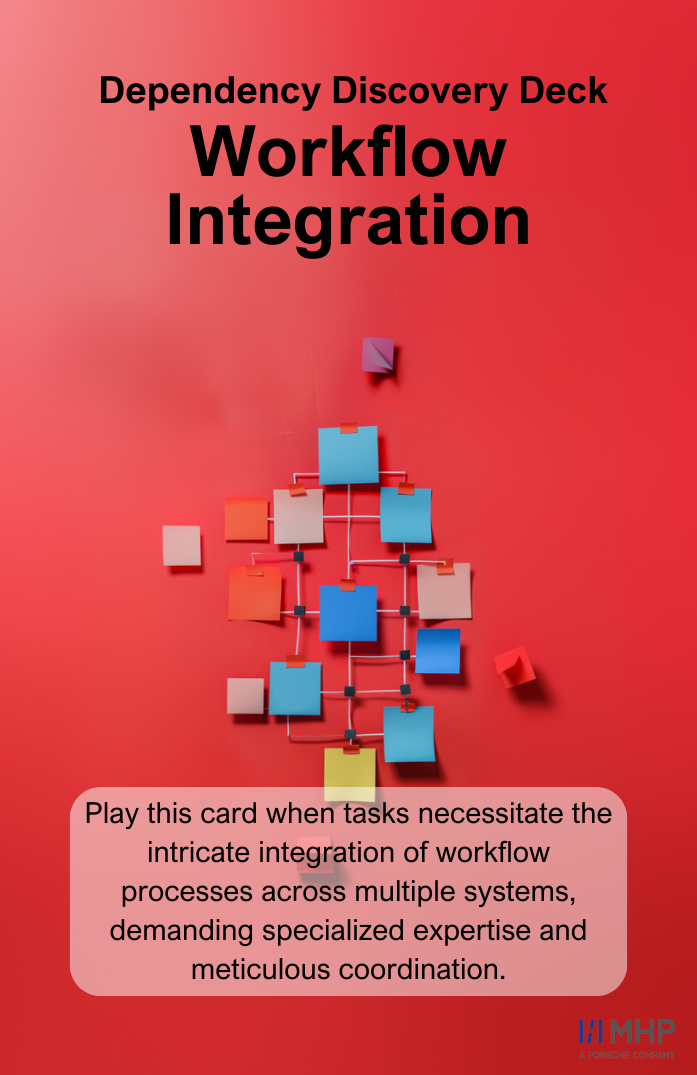 Dependency Discovery Deck
Workflow
Integration
Play this card when tasks necessitate the
intricate integration of workflow
processes across multiple systems,
demanding specialized expertise and
meticulous coordination.
MHP
A PORSCHE COMPANY